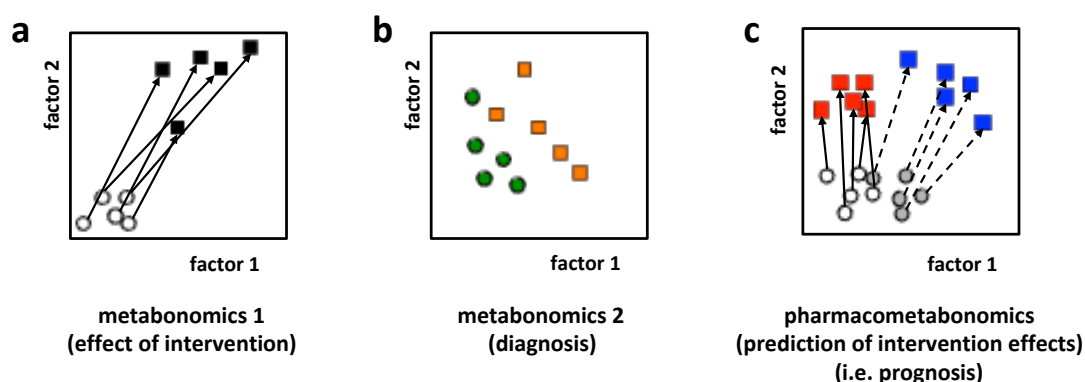 a
factor 2
factor 1
metabonomics 1
(effect of intervention)
b
factor 2
factor 1
metabonomics 2
(diagnosis)
c
factor 2
factor 1
pharmacometabonomics
(prediction of intervention effects)
(i.e. prognosis)